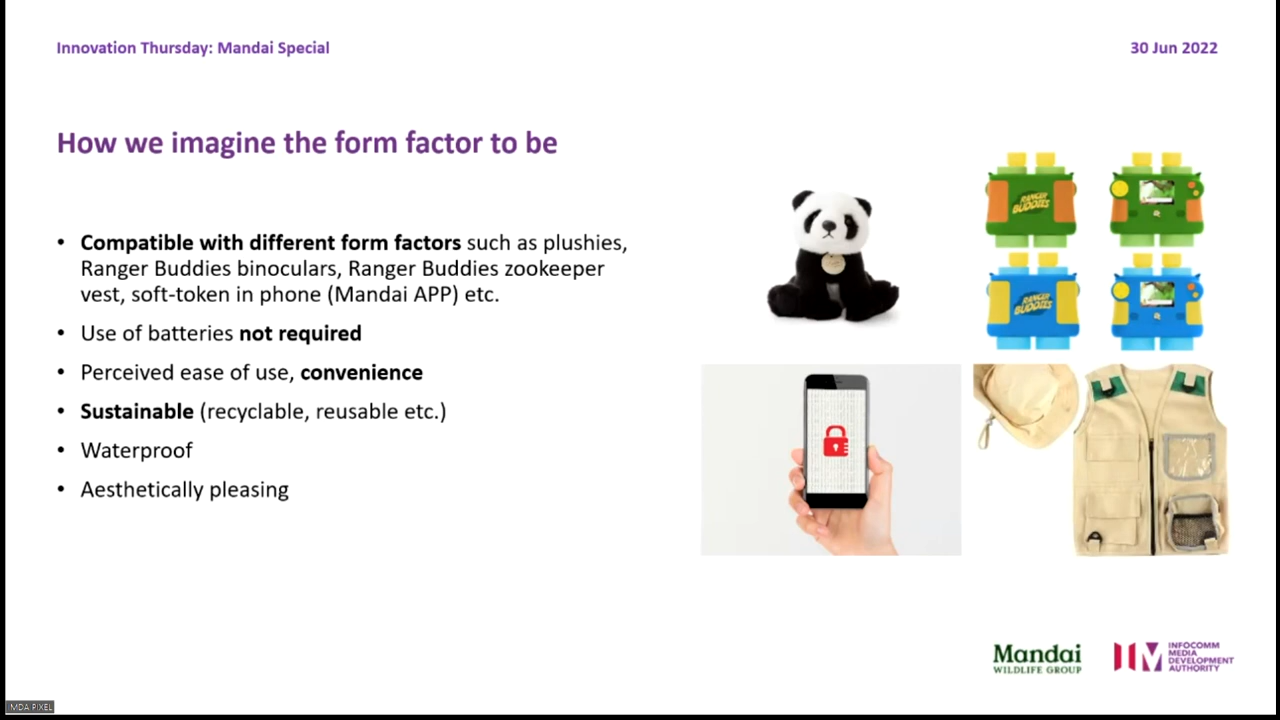 Innovation Thursday: Mandai Special
30 Jun 2022
How we imagine the form factor to be
• Compatible with different form factors such as plushies,
Ranger Buddies binoculars, Ranger Buddies zookeeper
vest, soft-token in phone (Mandai APP) etc.
• Use of batteries not required
• Perceived ease of use, convenience
• Sustainable (recyclable, reusable etc.)
• Waterproof
• Aesthetically pleasing
RANGER
BUDDIES
RANGER
BUDDIES
Mandai
WILDLIFE GROUP
INFOCOMM
MEDIA
DEVELOPMENT
AUTHORITY
IMDA PIXEL